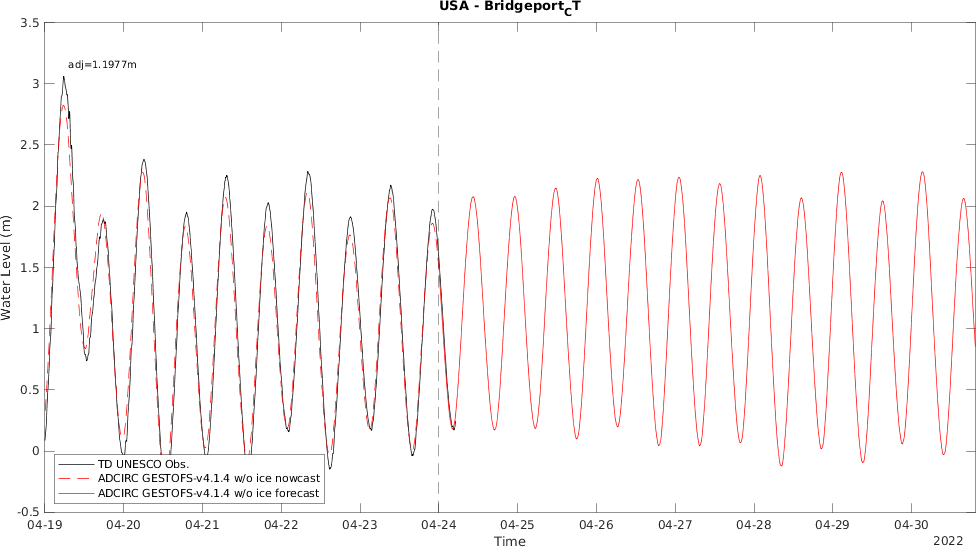 USA - Bridgeport_CT
adj=1.1977m
3.5
3
2.5
2
1.5
1
0.5
0
-0.5
Water Level (m)
TD UNESCO Obs.
ADCIRC GESTOFS-v4.1.4 w/o ice nowcast
ADCIRC GESTOFS-v4.1.4 w/o ice forecast
04-19 04-20 04-21 04-22 04-23 04-24 04-25 04-26 04-27 04-28 04-29 04-30
Time
2022